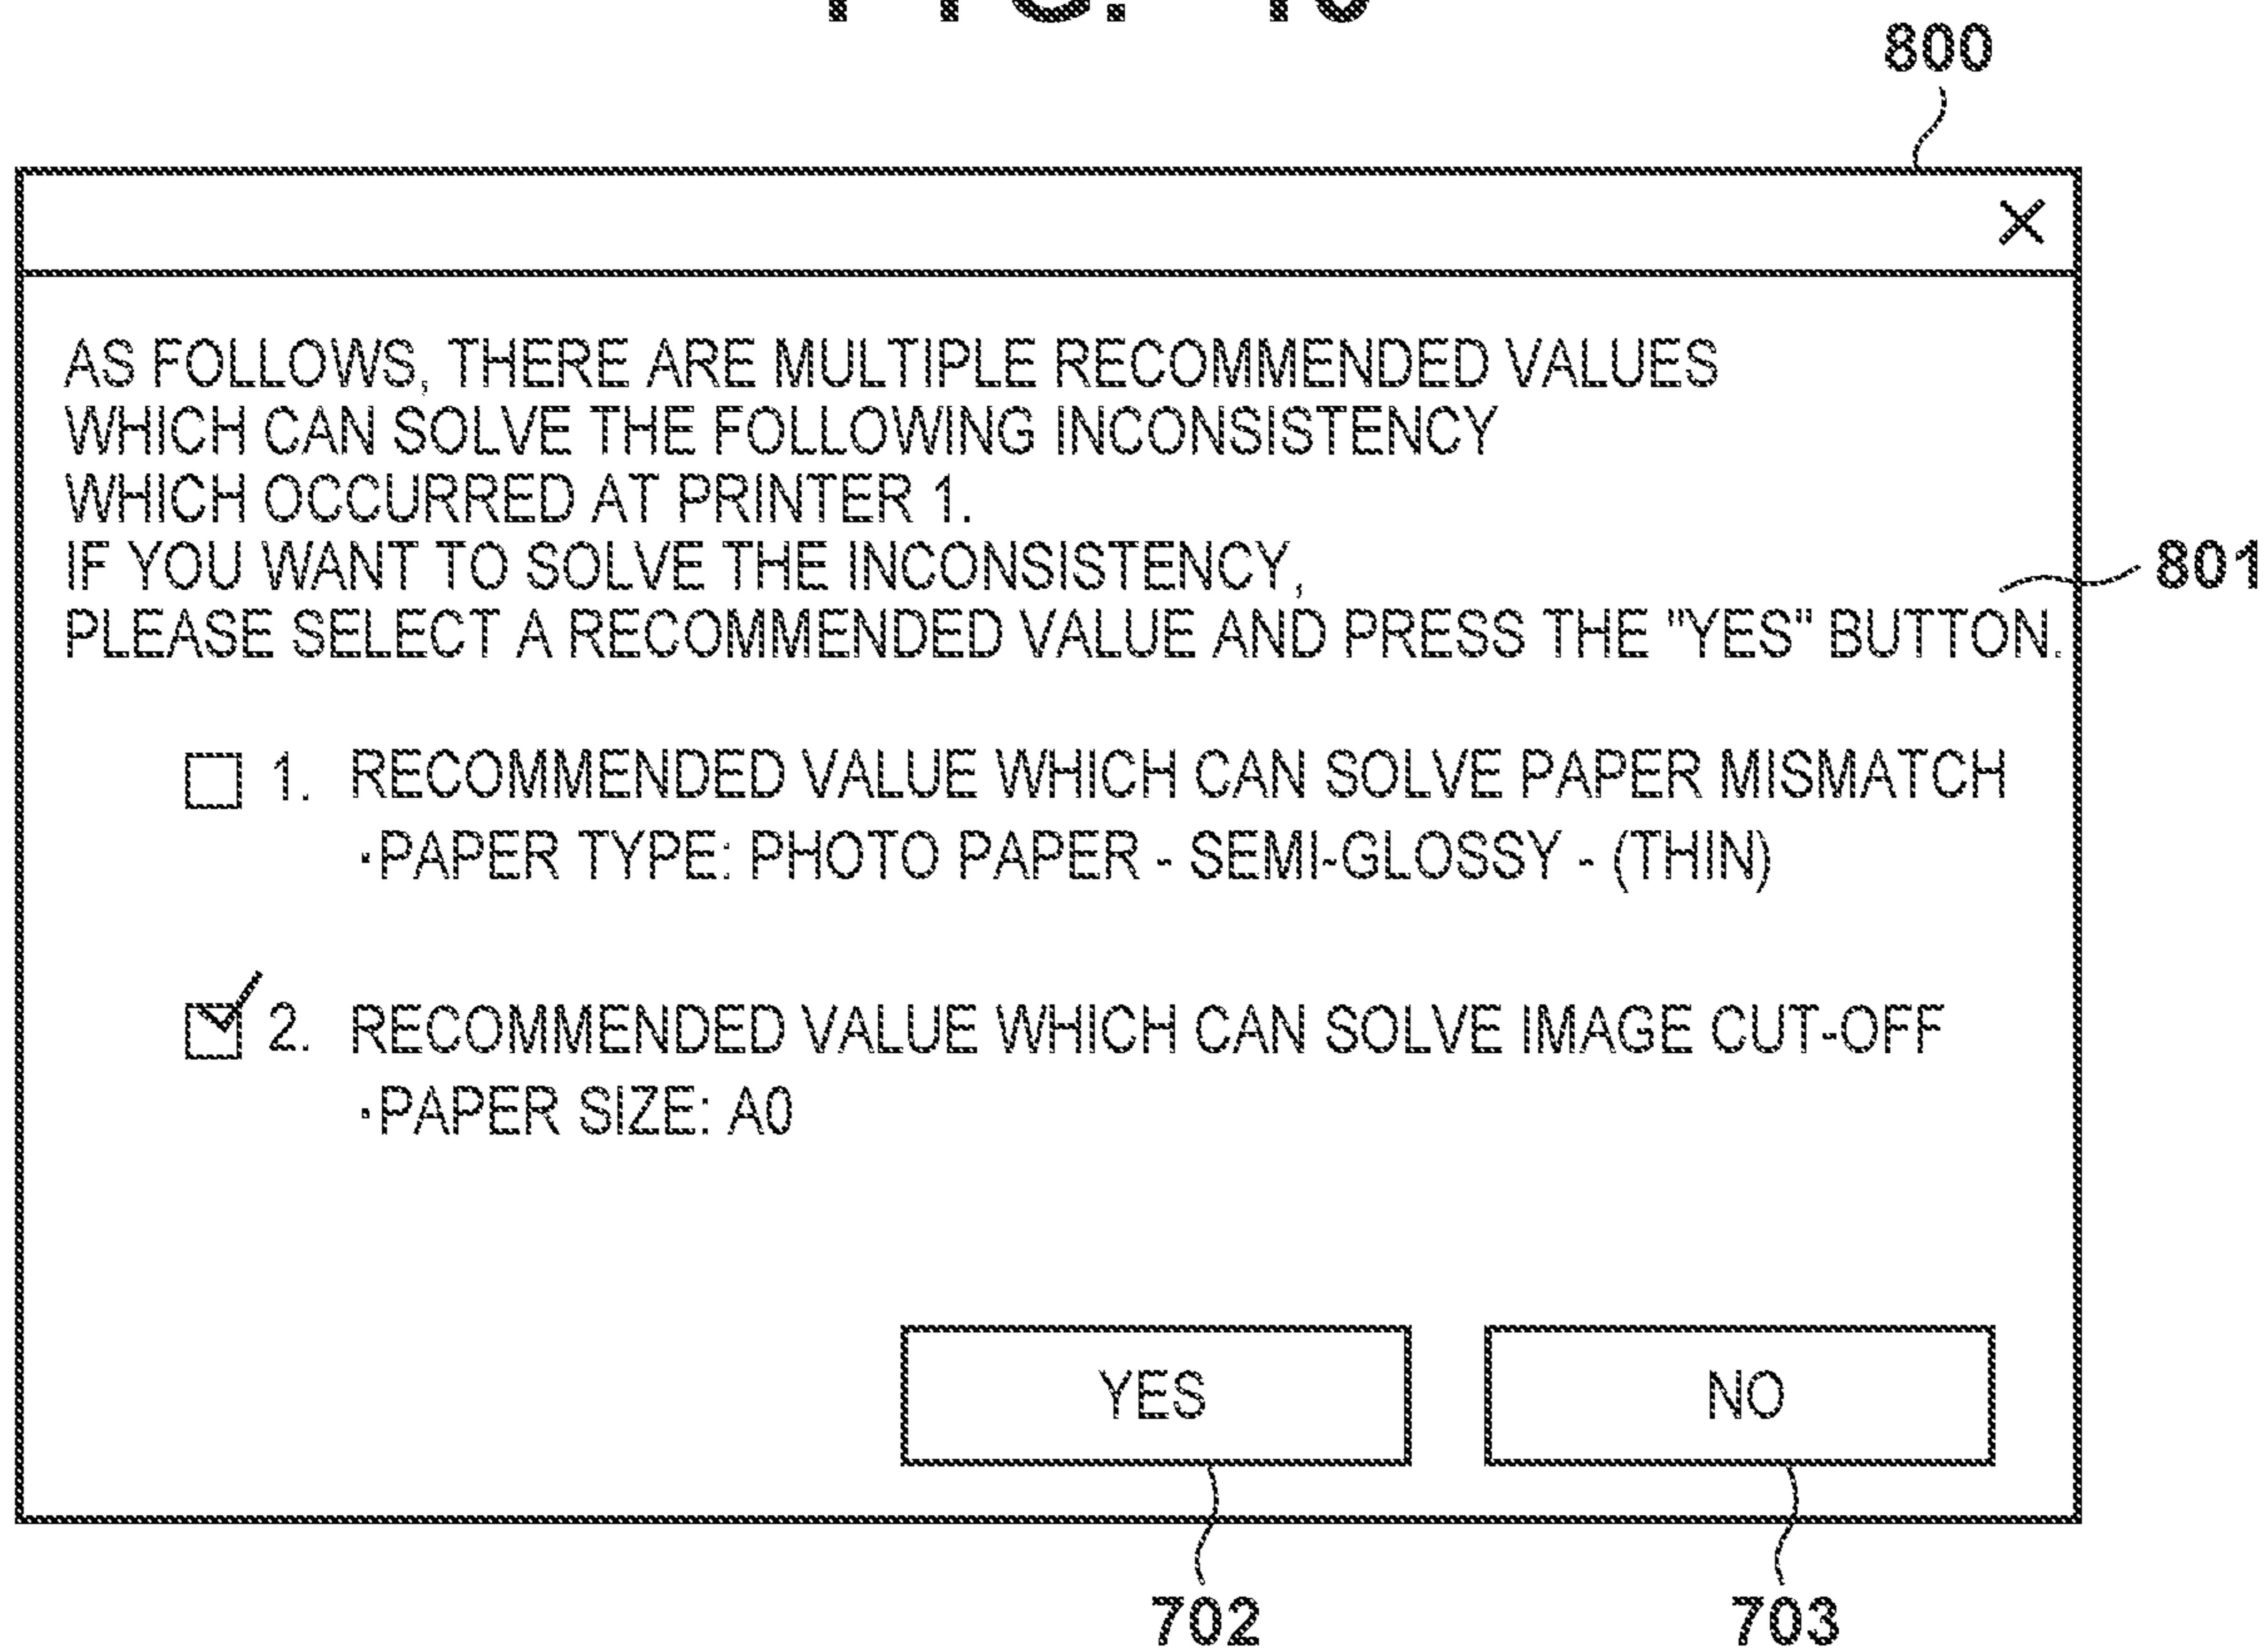 800
×
AS FOLLOWS, THERE ARE MULTIPLE RECOMMENDED VALUES
WHICH CAN SOLVE THE FOLLOWING INCONSISTENCY
WHICH OCCURRED AT PRINTER 1.
IF YOU WANT TO SOLVE THE INCONSISTENCY,
801
PLEASE SELECT A RECOMMENDED VALUE AND PRESS THE "YES" BUTTON.
1. RECOMMENDED VALUE WHICH CAN SOLVE PAPER MISMATCH
·PAPER TYPE: PHOTO PAPER - SEMI-GLOSSY - (THIN)
2. RECOMMENDED VALUE WHICH CAN SOLVE IMAGE CUT-OFF
·PAPER SIZE: A0
YES NO
702 703